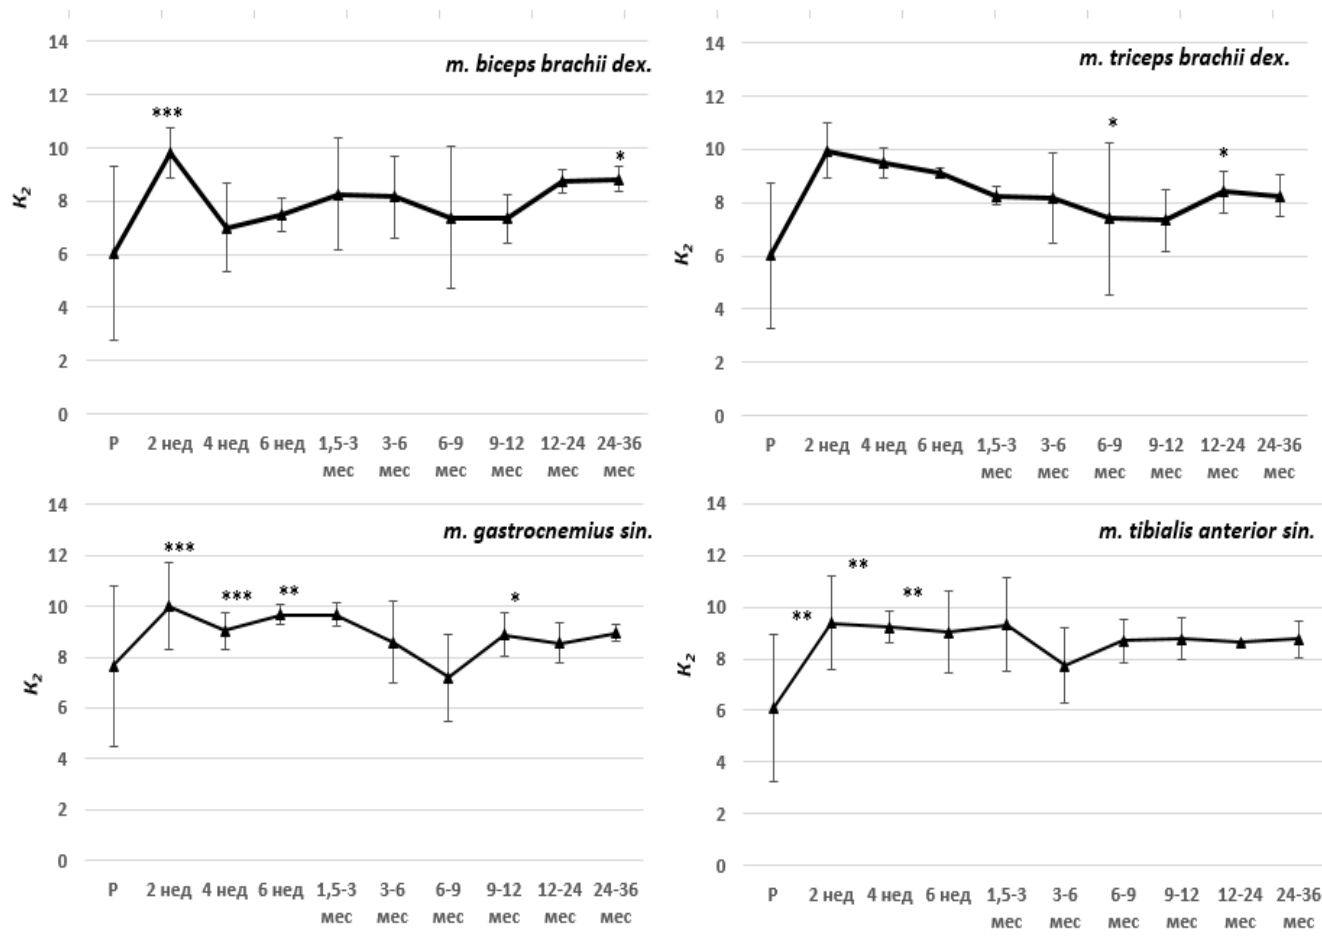 m. biceps brachii dex.
14
12
10
8
6
4
2
0
K₂
***
*
P 2 нед 4 нед 6 нед 1,5-3 3-6 6-9 9-12 12-24 24-36
мес мес мес мес мес мес
m. triceps brachii dex.
14
12
10
8
6
4
2
0
K₂
*
*
P 2 нед 4 нед 6 нед 1,5-3 3-6 6-9 9-12 12-24 24-36
мес мес мес мес мес мес
m. gastrocnemius sin.
14
12
10
8
6
4
2
0
K₂
***
***
**
*
P 2 нед 4 нед 6 нед 1,5-3 3-6 6-9 9-12 12-24 24-36
мес мес мес мес мес мес
m. tibialis anterior sin.
14
12
10
8
6
4
2
0
K₂
**
**
**
P 2 нед 4 нед 6 нед 1,5-3 3-6 6-9 9-12 12-24 24-36
мес мес мес мес мес мес